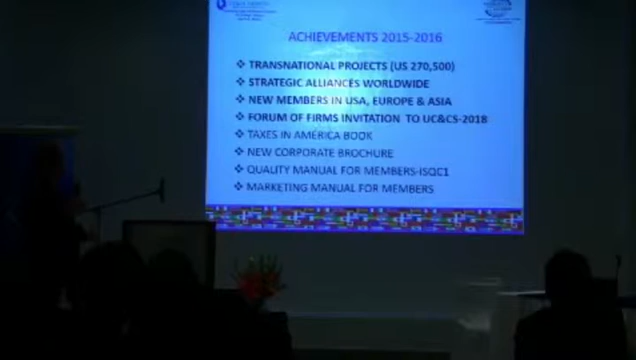 ACHIEVEMENTS 2015-2016
❖ TRANSNATIONAL PROJECTS (US 270,500)
❖ STRATEGIC ALLIANCES WORLDWIDE
❖ NEW MEMBERS IN USA, EUROPE & ASIA
❖ FORUM OF FIRMS INVITATION TO UC&CS-2018
❖ TAXES IN AMERICA BOOK
❖ NEW CORPORATE BROCHURE
❖ QUALITY MANUAL FOR MEMBERS-ISQC1
❖ MARKETING MANUAL FOR MEMBERS